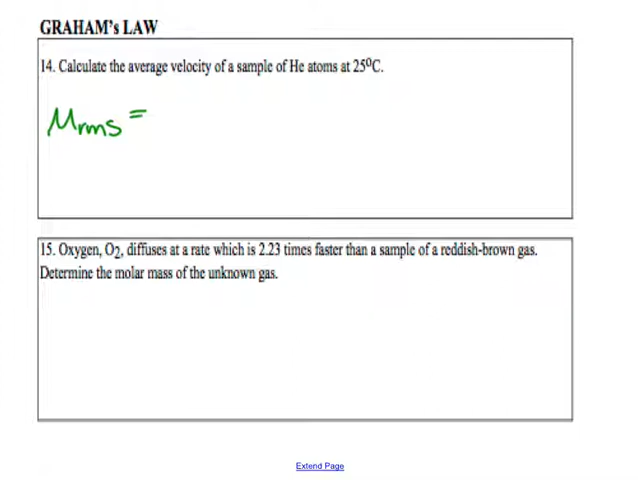 GRAHAM's LAW
14. Calculate the average velocity of a sample of He atoms at 25⁰C.
μrms =
15. Oxygen, O₂, diffuses at a rate which is 2.23 times faster than a sample of a reddish-brown gas.
Determine the molar mass of the unknown gas.
Extend Page